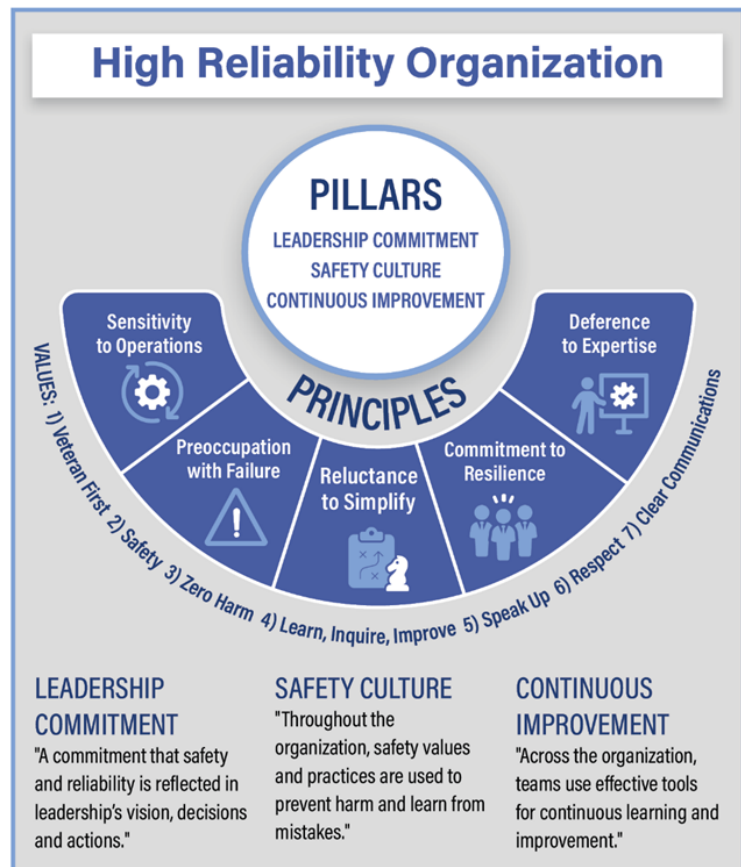 High Reliability Organization
PILLARS
LEADERSHIP COMMITMENT
SAFETY CULTURE
CONTINUOUS IMPROVEMENT
PRINCIPLES
Sensitivity
to Operations
Preoccupation
with Failure
Reluctance
to Simplify
Commitment to
Resilience
Deference
to Expertise
VALUES: 1) Veteran First 2) Safety 3) Zero Harm 4) Learn, Inquire, Improve 5) Speak Up 6) Respect 7) Clear Communications
LEADERSHIP
COMMITMENT
"A commitment that safety
and reliability is reflected in
leadership's vision, decisions
and actions."
SAFETY CULTURE
"Throughout the
organization, safety values
and practices are used to
prevent harm and learn from
mistakes."
CONTINUOUS
IMPROVEMENT
"Across the organization,
teams use effective tools
for continuous learning and
improvement."